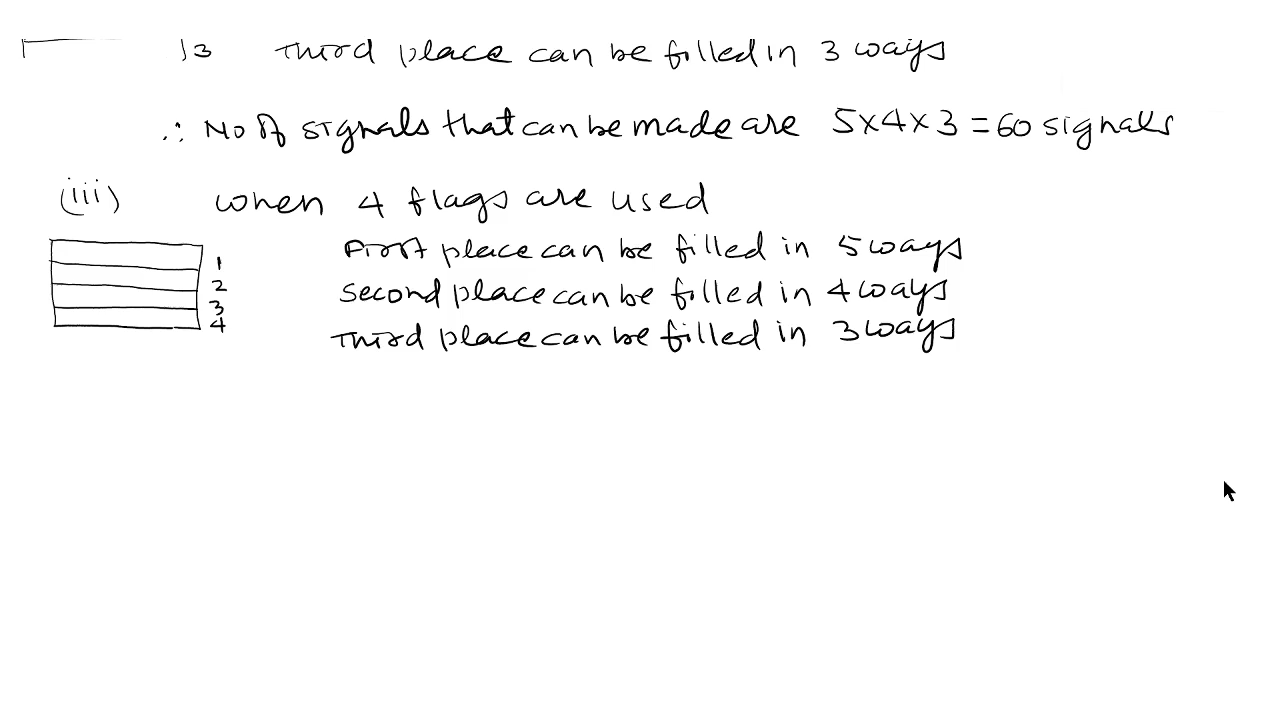 3 Third place can be filled in 3 ways
∴ No of signals that can be made are 5×4×3 = 60 signals
(iii) when 4 flags are used
First place can be filled in 5 ways
1
2
Second place can be filled in 4 ways
3
4
Third place can be filled in 3 ways